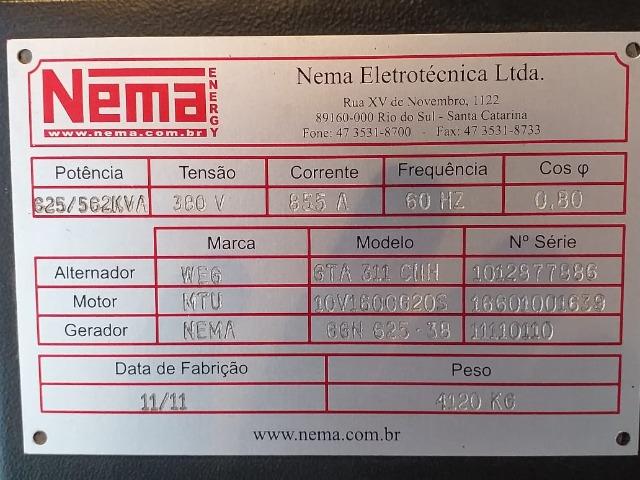 Nema ENERGY
www.nema.com.br
Nema Eletrotécnica Ltda.
Rua XV de Novembro, 1122
89160-000 Rio do Sul - Santa Catarina
Fone: 47 3531-8700 - Fax: 47 3531-8733
Potência Tensão Corrente Frequência Cos φ
625/562KVA 380 V 855 A 60 HZ 0,80
Marca Modelo Nº Série
Alternador WEG GTA 311 CIIH 1012877986
Motor MTU 10V1600G20S 16601001639
Gerador NEMA GGN 625-38 11110110
Data de Fabrição Peso
11/11 4120 KG
www.nema.com.br